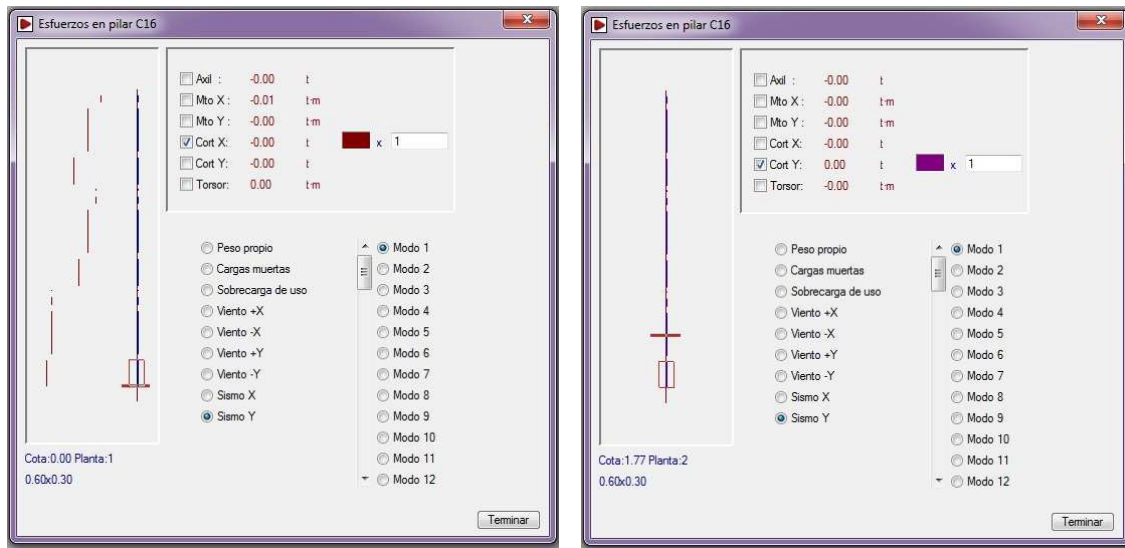 Esfuerzos en pilar C16
Axil : -0.00 t
Mto X : -0.01 t·m
Mto Y : -0.00 t·m
Cort X: -0.00 t x 1
Cort Y: -0.00 t
Torsor: 0.00 t·m
Peso propio Modo 1
Cargas muertas Modo 2
Sobrecarga de uso Modo 3
Viento +X Modo 4
Viento -X Modo 5
Viento +Y Modo 6
Viento -Y Modo 7
Sismo X Modo 8
Sismo Y Modo 9
Modo 10
Modo 11
Modo 12
Cota:0.00 Planta:1
0.60x0.30
Terminar
Esfuerzos en pilar C16
Axil : -0.00 t
Mto X : -0.00 t·m
Mto Y : -0.00 t·m
Cort X: -0.00 t
Cort Y: 0.00 t x 1
Torsor: -0.00 t·m
Peso propio Modo 1
Cargas muertas Modo 2
Sobrecarga de uso Modo 3
Viento +X Modo 4
Viento -X Modo 5
Viento +Y Modo 6
Viento -Y Modo 7
Sismo X Modo 8
Sismo Y Modo 9
Modo 10
Modo 11
Modo 12
Cota:1.77 Planta:2
0.60x0.30
Terminar